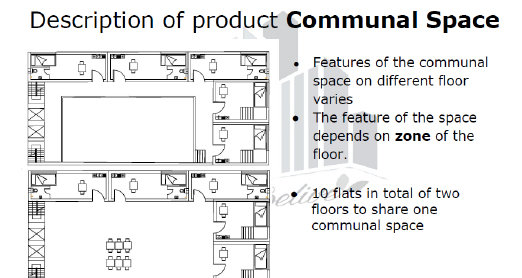 Description of product Communal Space
Features of the communal
space on different floor
varies
The feature of the space
depends on zone of the
floor.
10 flats in total of two
floors to share one
communal space